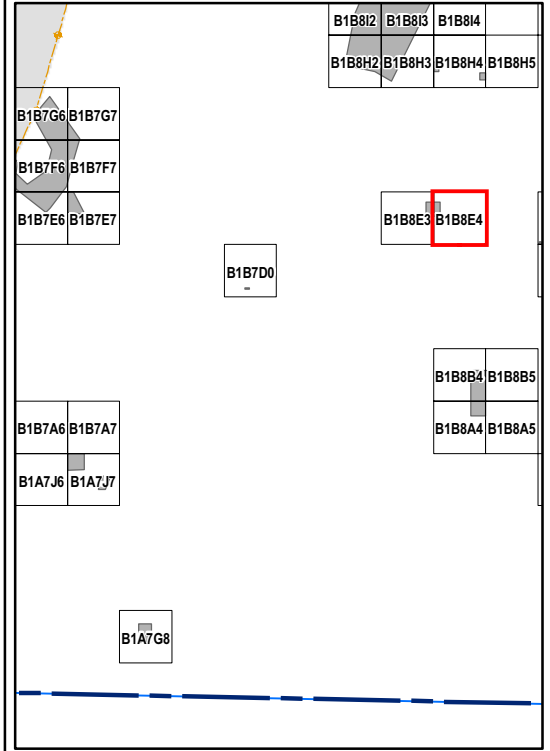 B1B8I2 B1B8I3 B1B8I4
B1B8H2 B1B8H3 B1B8H4 B1B8H5
B1B7G6 B1B7G7
B1B7F6 B1B7F7
B1B7E6 B1B7E7 B1B8E3 B1B8E4
B1B7D0
B1B8B4 B1B8B5
B1B7A6 B1B7A7 B1B8A4 B1B8A5
B1A7J6 B1A7J7
B1A7G8